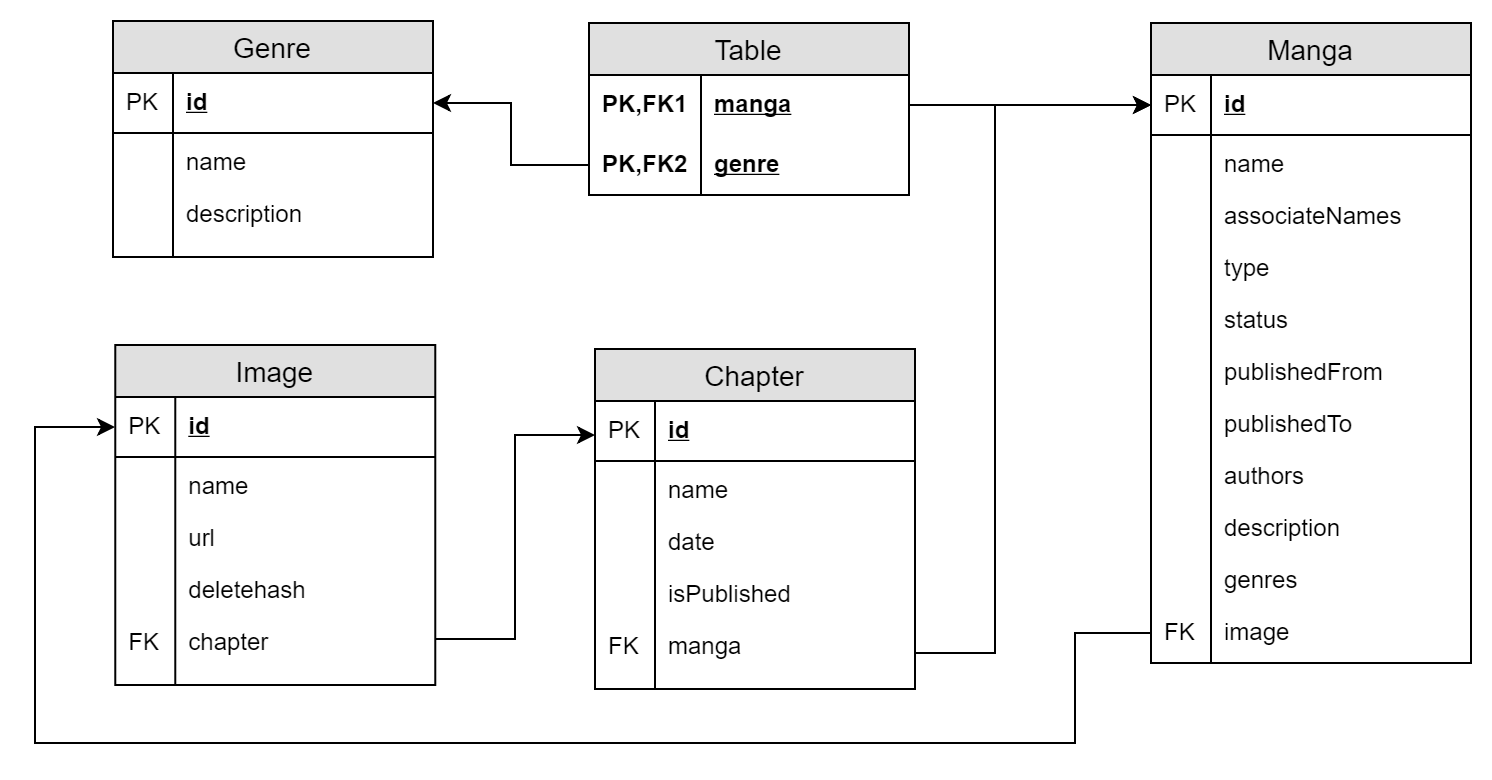 Genre
PK id
name
description
Table
PK,FK1 manga
PK,FK2 genre
Manga
PK id
name
associateNames
type
status
publishedFrom
publishedTo
authors
description
genres
FK image
Image
PK id
name
url
deletehash
FK chapter
Chapter
PK id
name
date
isPublished
FK manga